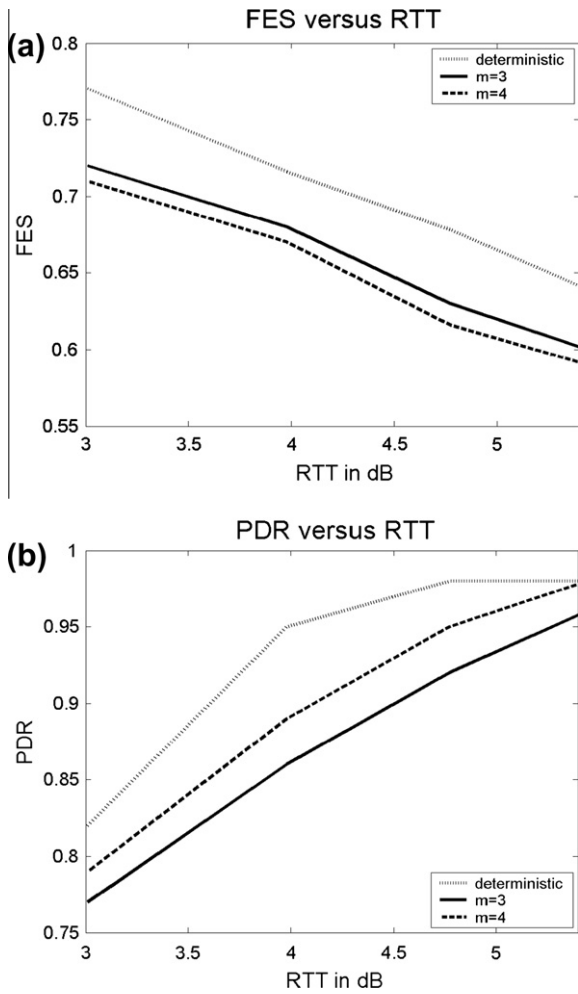 (a)
FES versus RTT
0.8
0.75
0.7
0.65
0.6
0.55
FES
deterministic
m=3
m=4
3
3.5
4
4.5
5
RTT in dB
(b)
PDR versus RTT
1
0.95
0.9
0.85
0.8
0.75
PDR
deterministic
m=3
m=4
3
3.5
4
4.5
5
RTT in dB